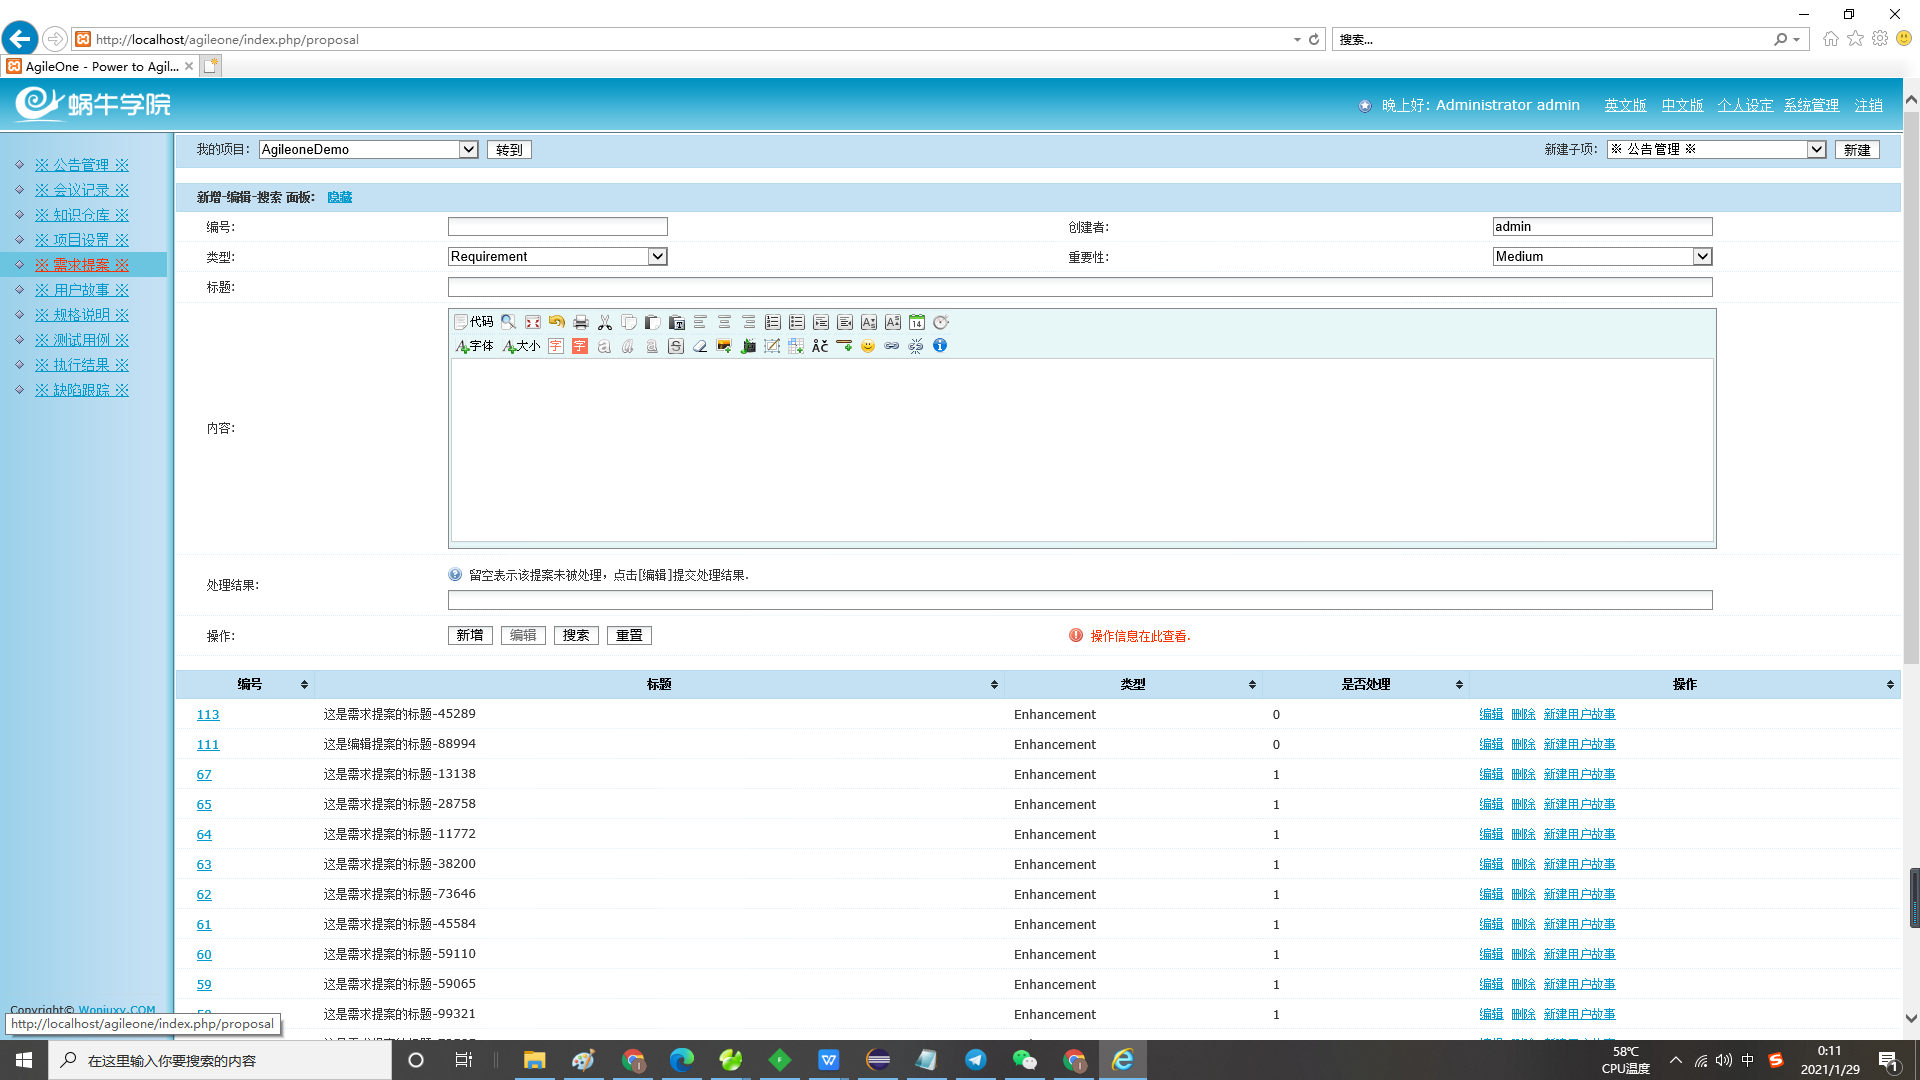 http://localhost/agileone/index.php/proposal
搜索...
AgileOne - Power to Agil...
蜗牛学院
晚上好: Administrator admin 英文版 中文版 个人设定 系统管理 注销
※ 公告管理 ※
※ 会议记录 ※
※ 知识仓库 ※
※ 项目设置 ※
※ 需求提案 ※
※ 用户故事 ※
※ 规格说明 ※
※ 测试用例 ※
※ 执行结果 ※
※ 缺陷跟踪 ※
我的项目: AgileoneDemo 转到 新建子项: ※ 公告管理 ※ 新建
新增-编辑-搜索 面板: 隐藏
编号: 创建者: admin
类型: Requirement 重要性: Medium
标题:
代码
字体 大小 字 字
内容:
处理结果: 留空表示该提案未被处理，点击[编辑]提交处理结果.
操作: 新增 编辑 搜索 重置 操作信息在此查看.
编号 标题 类型 是否处理 操作
113 这是需求提案的标题-45289 Enhancement 0 编辑 删除 新建用户故事
111 这是编辑提案的标题-88994 Enhancement 0 编辑 删除 新建用户故事
67 这是需求提案的标题-13138 Enhancement 1 编辑 删除 新建用户故事
65 这是需求提案的标题-28758 Enhancement 1 编辑 删除 新建用户故事
64 这是需求提案的标题-11772 Enhancement 1 编辑 删除 新建用户故事
63 这是需求提案的标题-38200 Enhancement 1 编辑 删除 新建用户故事
62 这是需求提案的标题-73646 Enhancement 1 编辑 删除 新建用户故事
61 这是需求提案的标题-45584 Enhancement 1 编辑 删除 新建用户故事
60 这是需求提案的标题-59110 Enhancement 1 编辑 删除 新建用户故事
59 这是需求提案的标题-59065 Enhancement 1 编辑 删除 新建用户故事
这是需求提案的标题-99321 Enhancement 1 编辑 删除 新建用户故事
Copyright© Woniuxy.COM
http://localhost/agileone/index.php/proposal
在这里输入你要搜索的内容
58℃
CPU温度
中
0:11
2021/1/29